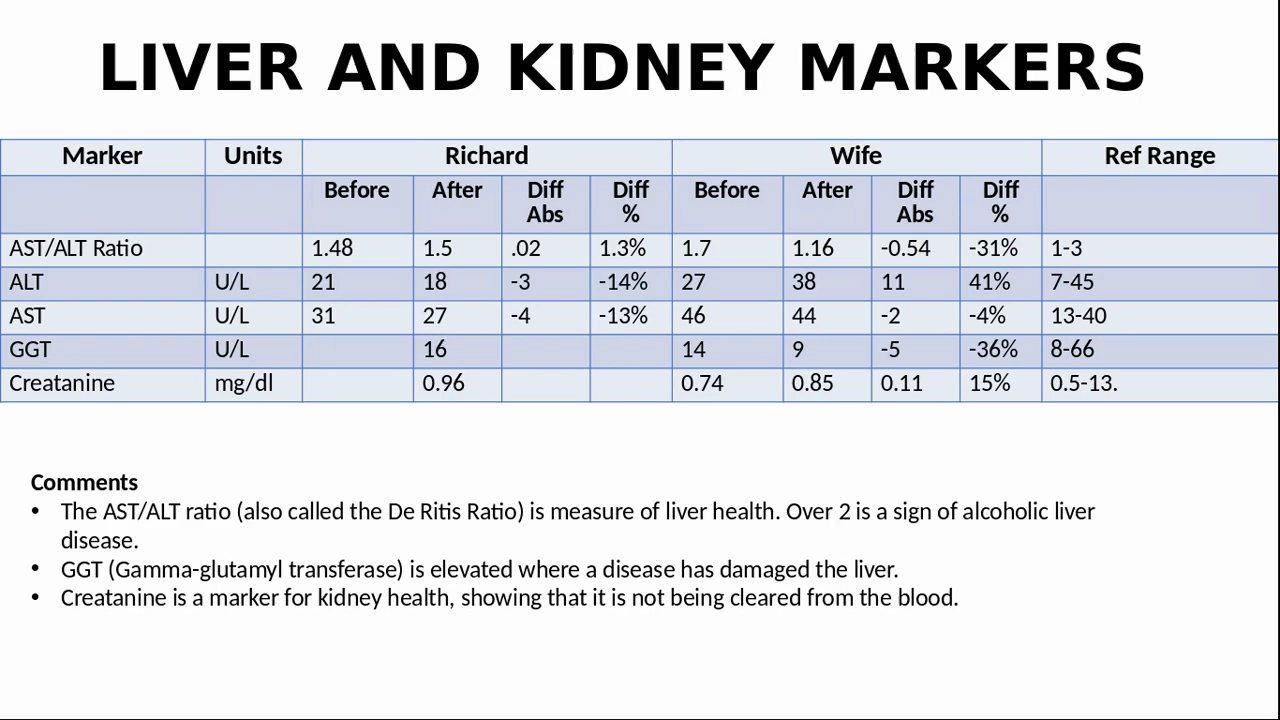 LIVER AND KIDNEY MARKERS
Marker Units Richard Wife Ref Range
Before After Diff Abs Diff % Before After Diff Abs Diff %
AST/ALT Ratio 1.48 1.5 .02 1.3% 1.7 1.16 -0.54 -31% 1-3
ALT U/L 21 18 -3 -14% 27 38 11 41% 7-45
AST U/L 31 27 -4 -13% 46 44 -2 -4% 13-40
GGT U/L 16 14 9 -5 -36% 8-66
Creatanine mg/dl 0.96 0.74 0.85 0.11 15% 0.5-13.
Comments
• The AST/ALT ratio (also called the De Ritis Ratio) is measure of liver health. Over 2 is a sign of alcoholic liver
disease.
• GGT (Gamma-glutamyl transferase) is elevated where a disease has damaged the liver.
• Creatanine is a marker for kidney health, showing that it is not being cleared from the blood.